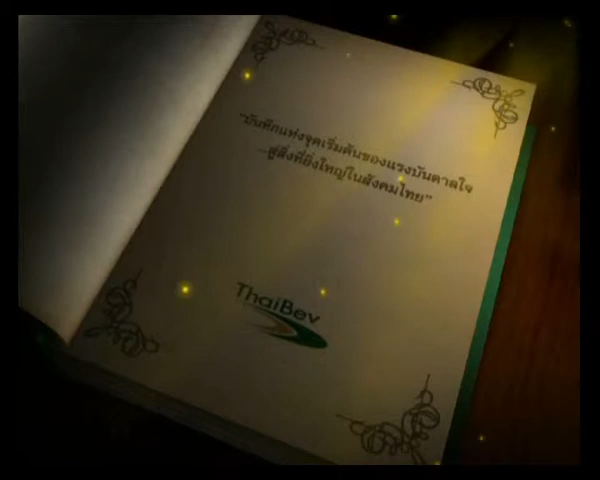 "บันทึกแห่งจุดเริ่มต้นของแรงบันดาลใจ
...สู่สิ่งที่ยิ่งใหญ่ในสังคมไทย"
ThaiBev